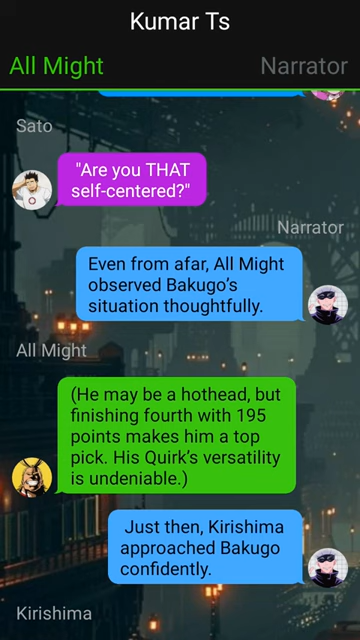 Kumar Ts
All Might
Narrator
Sato
"Are you THAT
self-centered?"
Narrator
Even from afar, All Might
observed Bakugo’s
situation thoughtfully.
All Might
(He may be a hothead, but
finishing fourth with 195
points makes him a top
pick. His Quirk’s versatility
is undeniable.)
Just then, Kirishima
approached Bakugo
confidently.
Kirishima